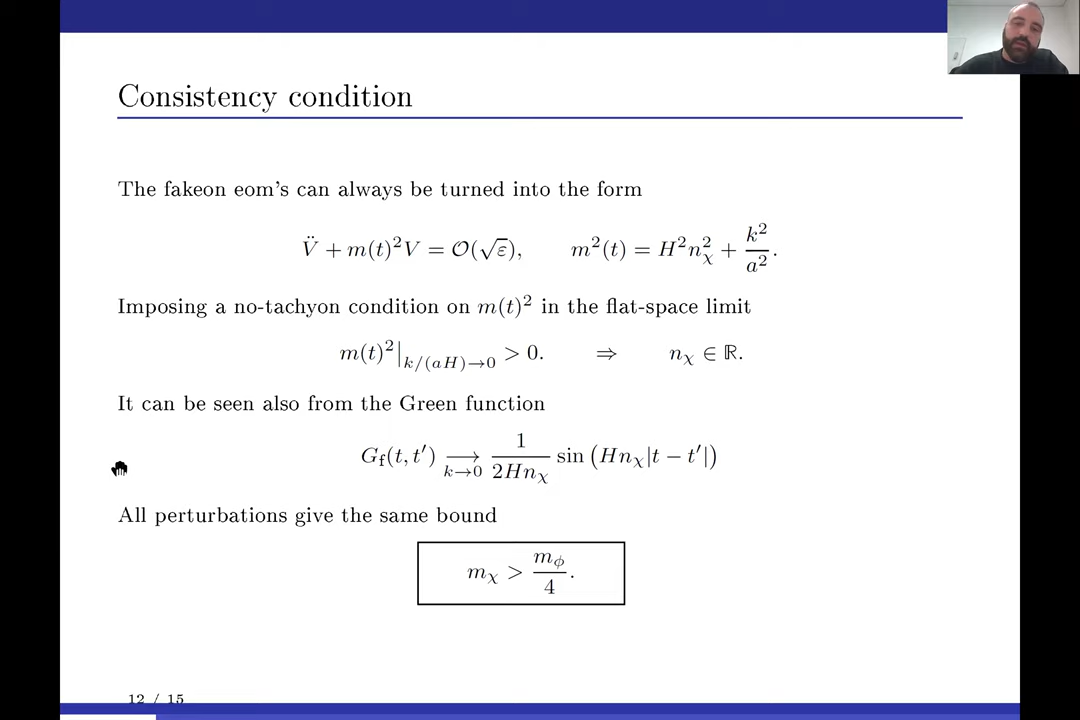 Consistency condition
The fakeon eom's can always be turned into the form
V̈ + m(t)²V = 𝒪(√ε),    m²(t) = H²n_χ² + k²/a².
Imposing a no-tachyon condition on m(t)² in the flat-space limit
m(t)²|_{k/(aH)→0} > 0.    ⇒    n_χ ∈ ℝ.
It can be seen also from the Green function
G_f(t, t′) ⟶_{k→0} 1/(2Hn_χ) sin (Hn_χ|t − t′|)
All perturbations give the same bound
m_χ > m_ϕ/4.
12 / 15